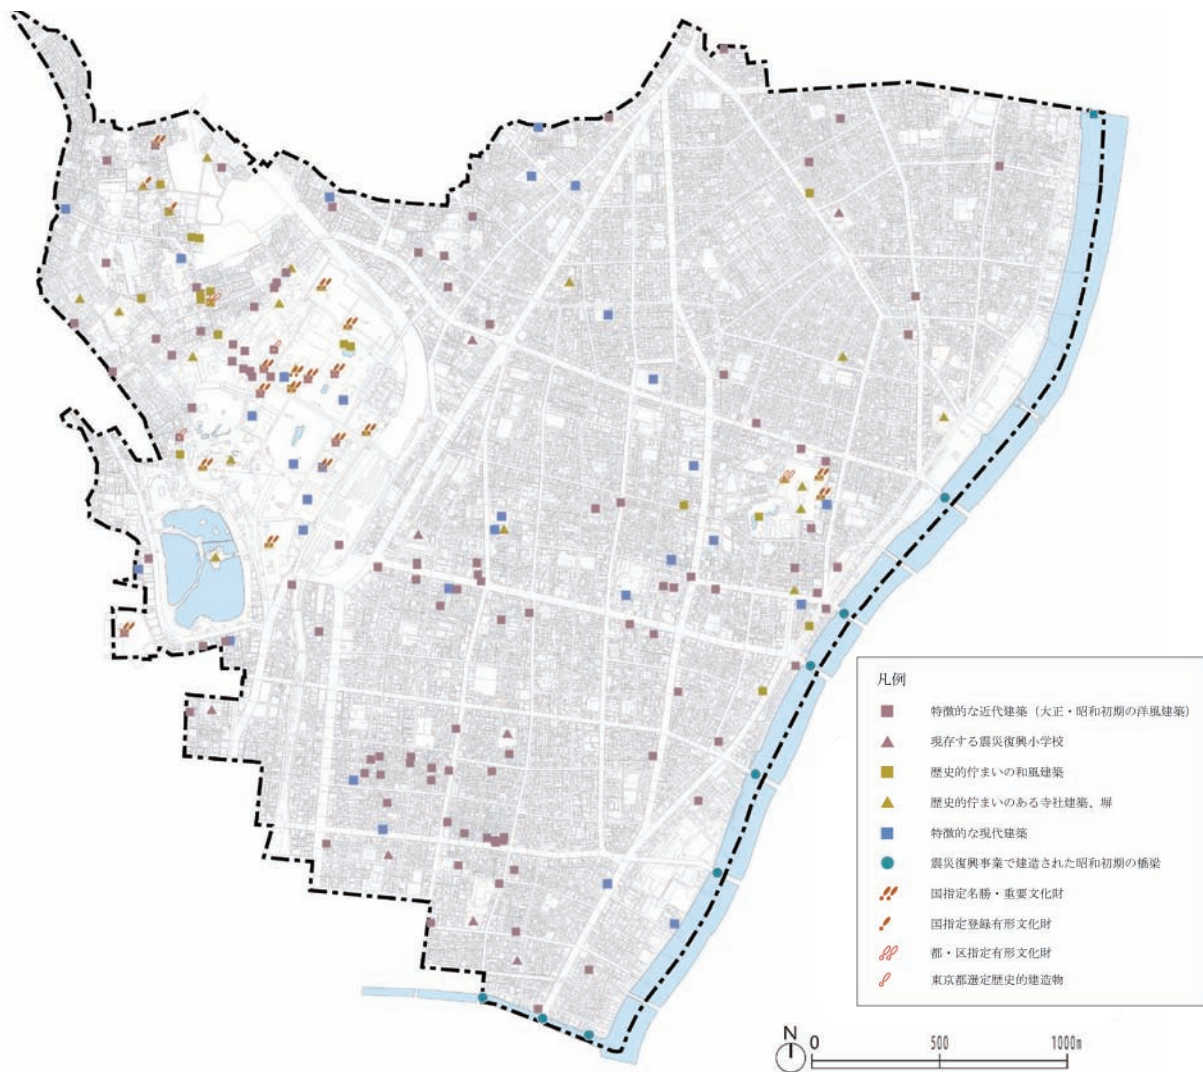 凡例
特徴的な近代建築（大正・昭和初期の洋風建築）
現存する震災復興小学校
歴史的佇まいの和風建築
歴史的佇まいのある寺社建築、塀
特徴的な現代建築
震災復興事業で建造された昭和初期の橋梁
国指定名勝・重要文化財
国指定登録有形文化財
都・区指定有形文化財
東京都選定歴史的建造物
N
0 500 1000m